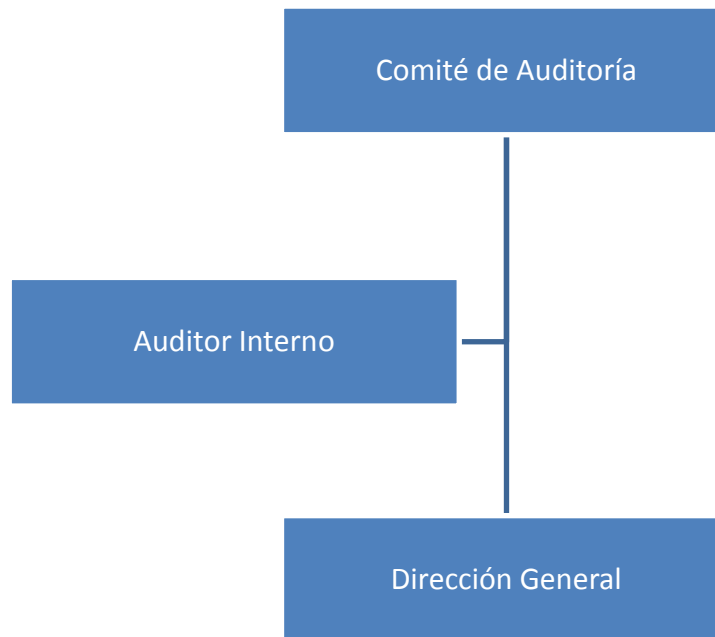 Comité de Auditoría
Auditor Interno
Dirección General